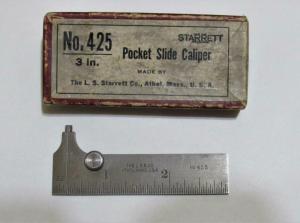 No. 425
STARRETT
3 in.
Pocket Slide Caliper
MADE BY
The L. S. Starrett Co., Athol, Mass., U. S. A.
1
2
NO 425